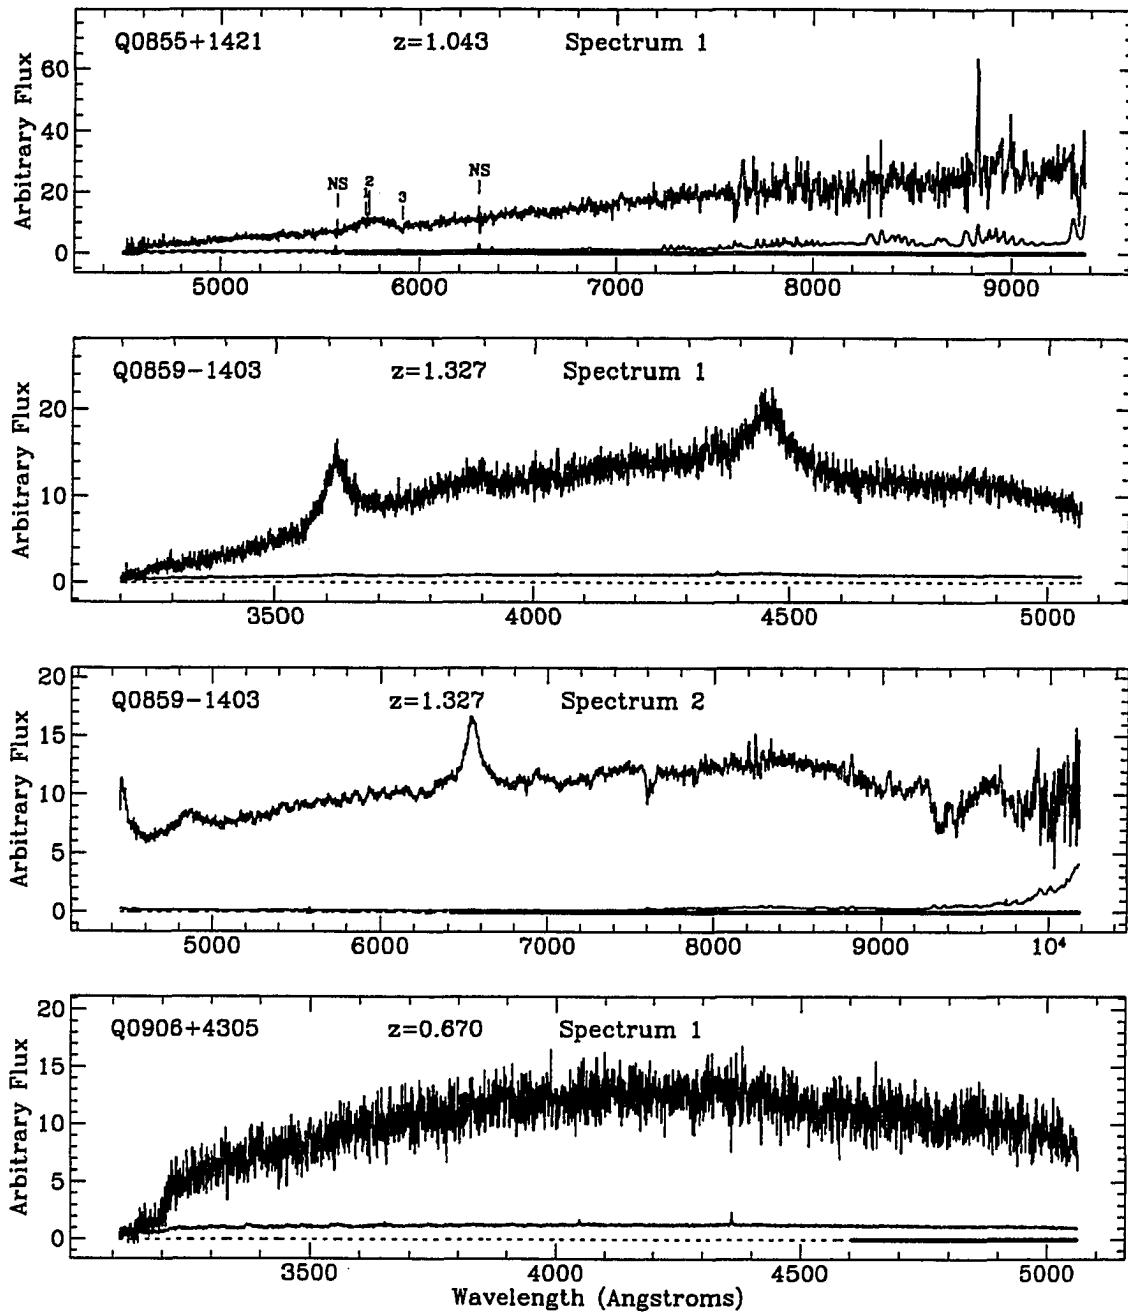 Q0855+1421 z=1.043 Spectrum 1
Arbitrary Flux
60
40
20
0
NS
1
2
3
NS
5000 6000 7000 8000 9000
Q0859−1403 z=1.327 Spectrum 1
Arbitrary Flux
20
10
0
3500 4000 4500 5000
Q0859−1403 z=1.327 Spectrum 2
Arbitrary Flux
20
15
10
5
0
5000 6000 7000 8000 9000 10⁴
Q0906+4305 z=0.670 Spectrum 1
Arbitrary Flux
20
15
10
5
0
3500 4000 4500 5000
Wavelength (Angstroms)